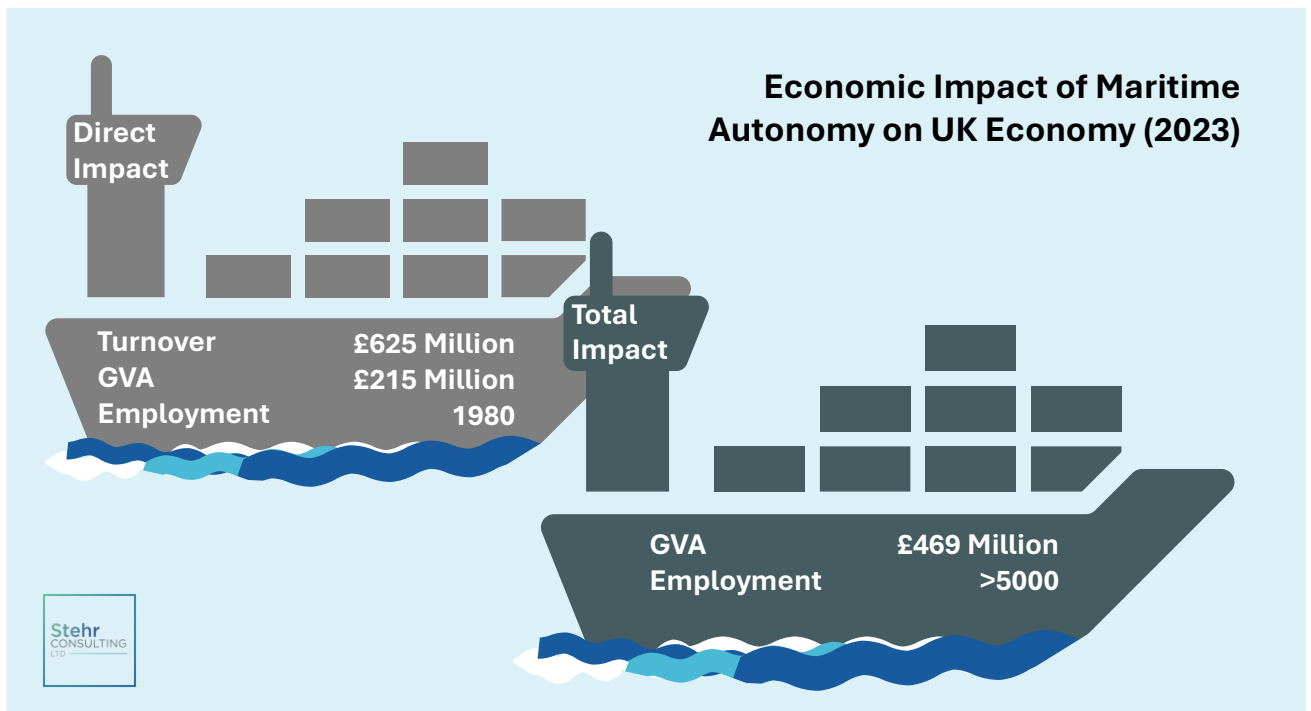 Economic Impact of Maritime
Autonomy on UK Economy (2023)
Direct
Impact
Turnover £625 Million
GVA £215 Million
Employment 1980
Total
Impact
GVA £469 Million
Employment >5000
Stehr
CONSULTING
LTD